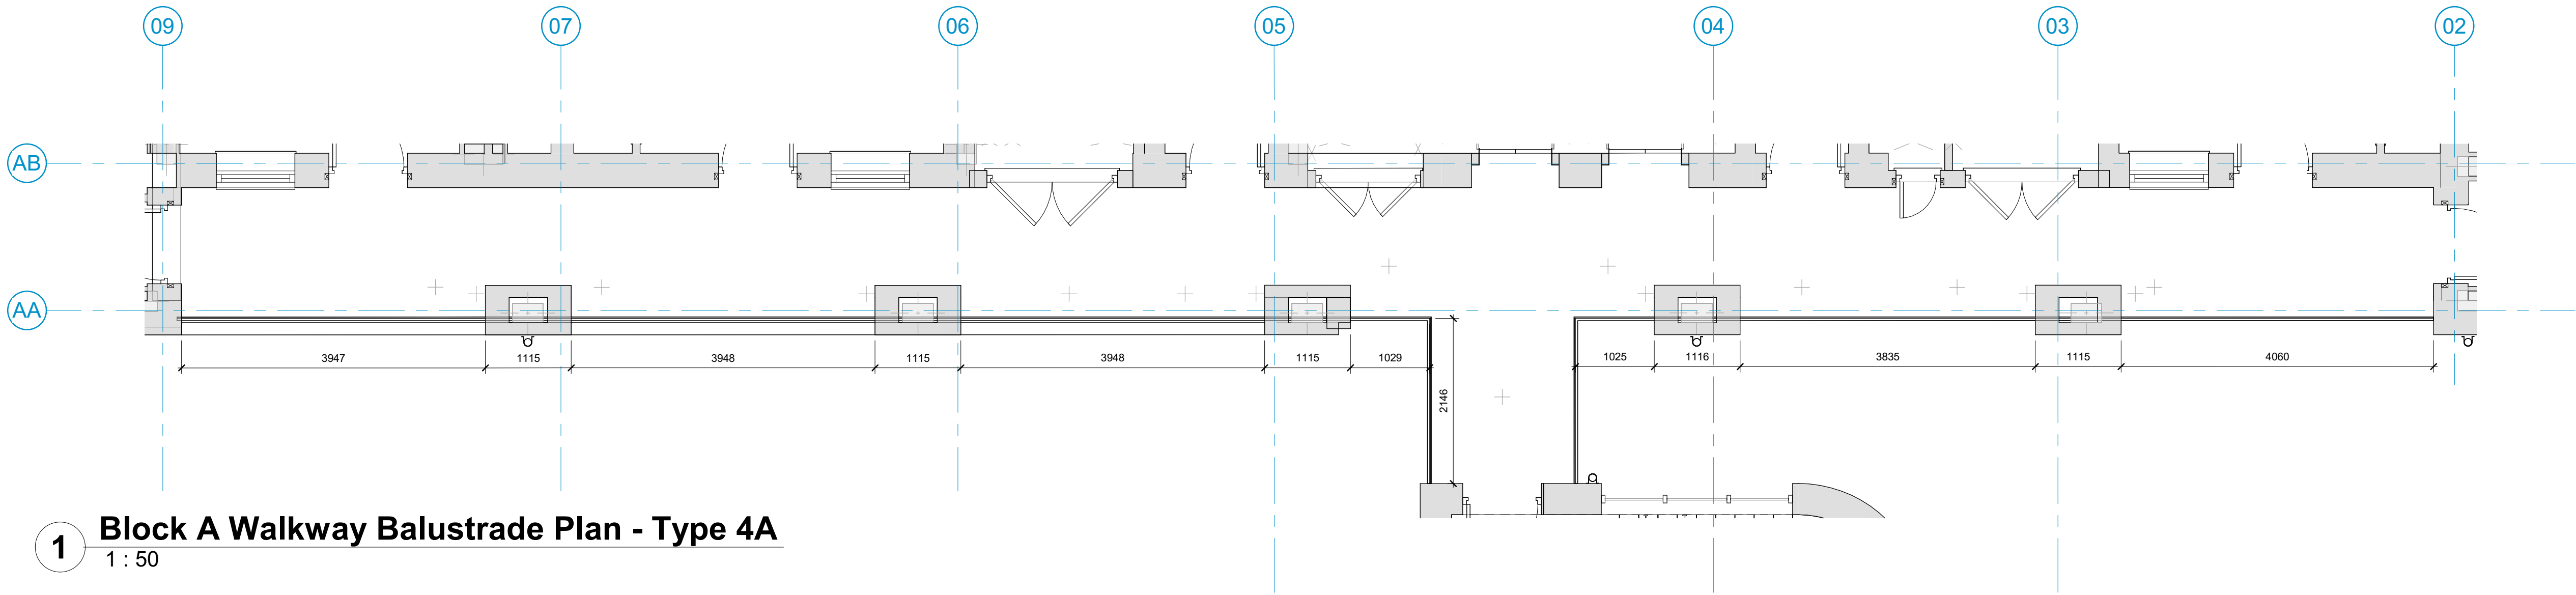 09 07 06 05 04 03 02
AB
AA
3947 1115 3948 1115 3948 1115 1029 1025 1116 3835 1115 4060
2146
1 Block A Walkway Balustrade Plan - Type 4A
1 : 50